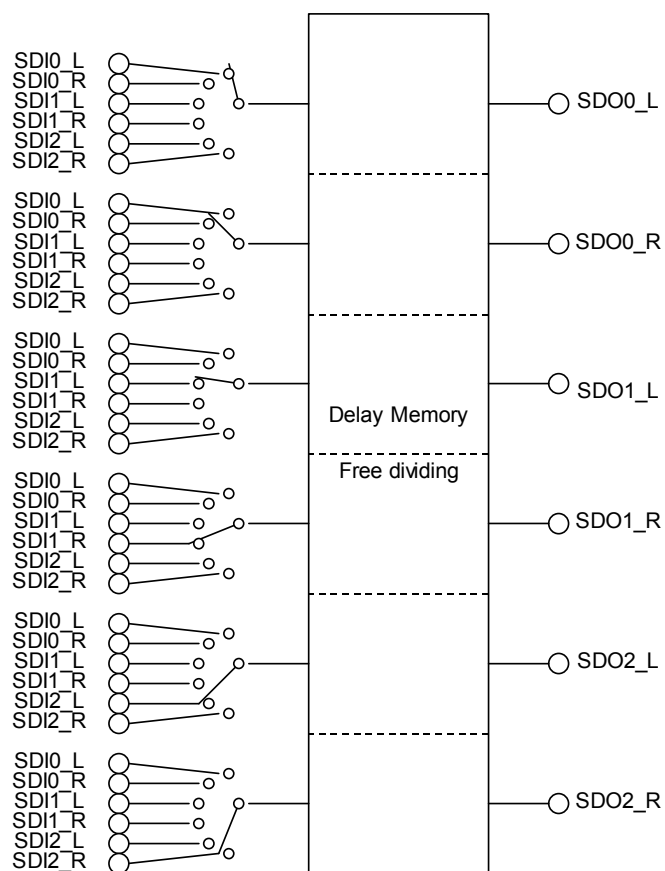 SDI0_L
SDI0_R
SDI1_L
SDI1_R
SDI2_L
SDI2_R
SDO0_L
SDI0_L
SDI0_R
SDI1_L
SDI1_R
SDI2_L
SDI2_R
SDO0_R
SDI0_L
SDI0_R
SDI1_L
SDI1_R
SDI2_L
SDI2_R
SDO1_L
Delay Memory
Free dividing
SDI0_L
SDI0_R
SDI1_L
SDI1_R
SDI2_L
SDI2_R
SDO1_R
SDI0_L
SDI0_R
SDI1_L
SDI1_R
SDI2_L
SDI2_R
SDO2_L
SDI0_L
SDI0_R
SDI1_L
SDI1_R
SDI2_L
SDI2_R
SDO2_R